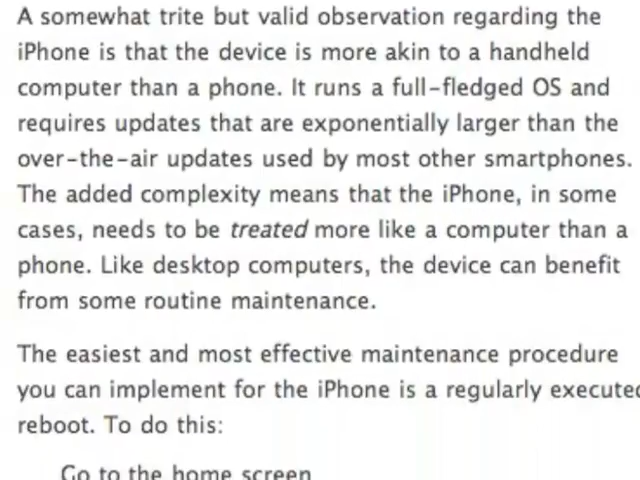 A somewhat trite but valid observation regarding the
iPhone is that the device is more akin to a handheld
computer than a phone. It runs a full-fledged OS and
requires updates that are exponentially larger than the
over-the-air updates used by most other smartphones.
The added complexity means that the iPhone, in some
cases, needs to be treated more like a computer than a
phone. Like desktop computers, the device can benefit
from some routine maintenance.
The easiest and most effective maintenance procedure
you can implement for the iPhone is a regularly executed
reboot. To do this:
Go to the home screen